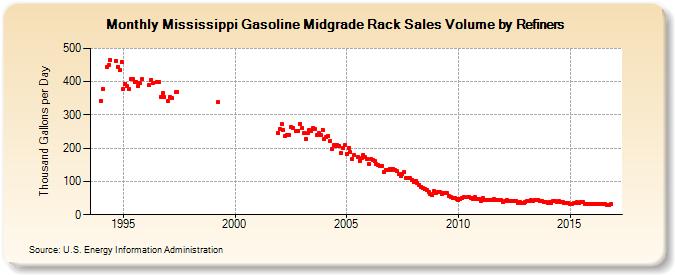 Monthly Mississippi Gasoline Midgrade Rack Sales Volume by Refiners
Thousand Gallons per Day
500
400
300
200
100
0
1995 2000 2005 2010 2015
Source: U.S. Energy Information Administration